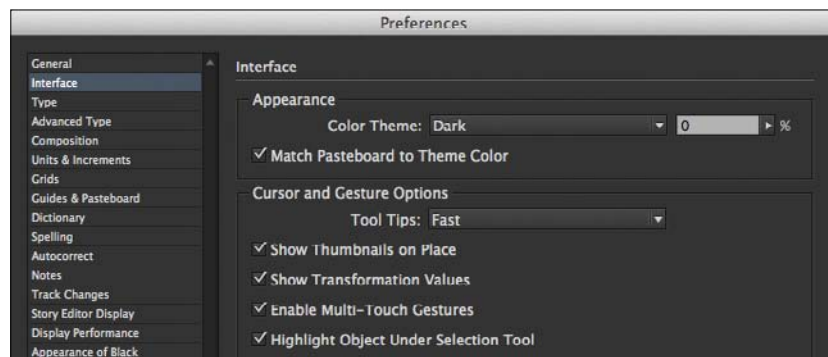 Preferences
General
Interface
Type
Advanced Type
Composition
Units & Increments
Grids
Guides & Pasteboard
Dictionary
Spelling
Autocorrect
Notes
Track Changes
Story Editor Display
Display Performance
Appearance of Black
Interface
Appearance
Color Theme: Dark 0 %
Match Pasteboard to Theme Color
Cursor and Gesture Options
Tool Tips: Fast
Show Thumbnails on Place
Show Transformation Values
Enable Multi-Touch Gestures
Highlight Object Under Selection Tool